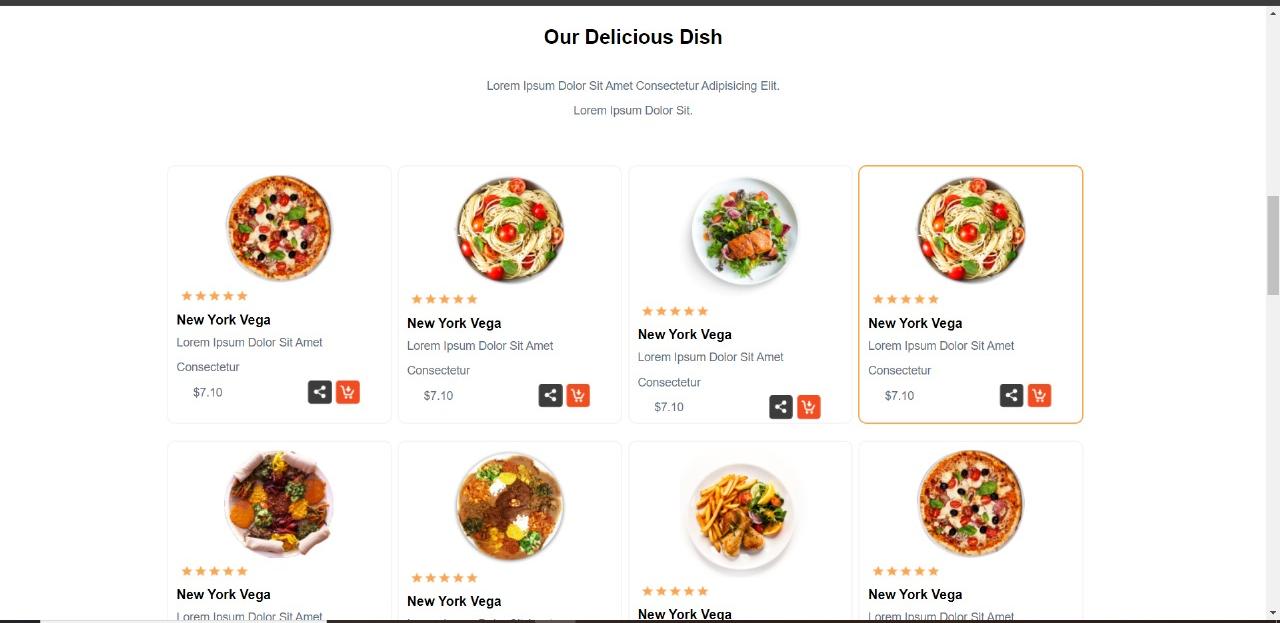 Our Delicious Dish
Lorem Ipsum Dolor Sit Amet Consectetur Adipisicing Elit.
Lorem Ipsum Dolor Sit.
New York Vega
Lorem Ipsum Dolor Sit Amet
Consectetur
$7.10
New York Vega
Lorem Ipsum Dolor Sit Amet
Consectetur
$7.10
New York Vega
Lorem Ipsum Dolor Sit Amet
Consectetur
$7.10
New York Vega
Lorem Ipsum Dolor Sit Amet
Consectetur
$7.10
New York Vega
Lorem Ipsum Dolor Sit Amet
New York Vega
New York Vega
New York Vega
Lorem Ipsum Dolor Sit Amet